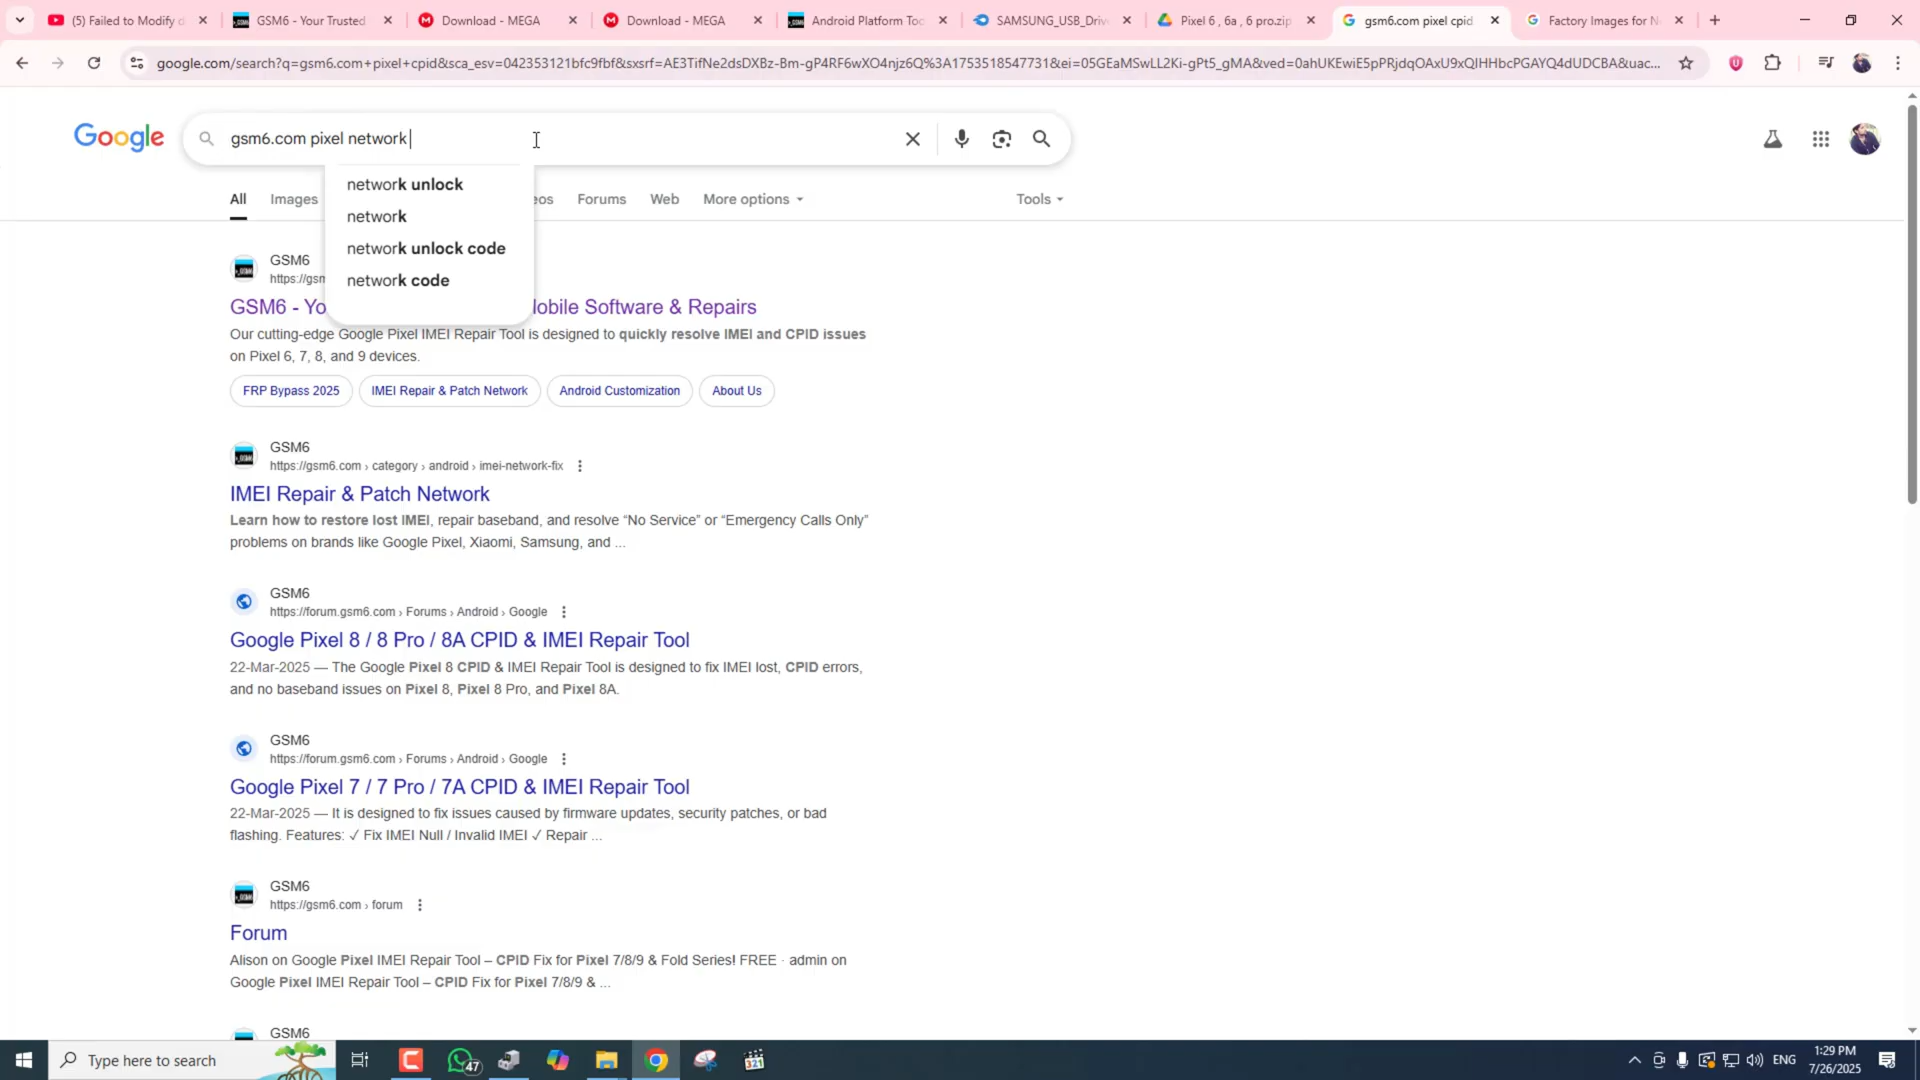 (5) Failed to Modify d
GSM6 - Your Trusted
Download - MEGA
Download - MEGA
Android Platform Too
SAMSUNG_USB_Driv
Pixel 6 , 6a , 6 pro.zip
gsm6.com pixel cpid
Factory Images for N
google.com/search?q=gsm6.com+pixel+cpid&sca_esv=042353121bfc9fbf&sxsrf=AE3TifNe2dsDXBz-Bm-gP4RF6wXO4njz6Q%3A1753518547731&ei=05GEaMSwLL2Ki-gPt5_gMA&ved=0ahUKEwiE5pPRjdqOAxU9xQIHHbcPGAYQ4dUDCBA&uac...
Google
gsm6.com pixel network
network unlock
network
network unlock code
network code
All
Images
eos
Forums
Web
More options
Tools
GSM6
https://gsm
GSM6 - Yo
lobile Software & Repairs
Our cutting-edge Google Pixel IMEI Repair Tool is designed to quickly resolve IMEI and CPID issues
on Pixel 6, 7, 8, and 9 devices.
FRP Bypass 2025
IMEI Repair & Patch Network
Android Customization
About Us
GSM6
https://gsm6.com › category › android › imei-network-fix
IMEI Repair & Patch Network
Learn how to restore lost IMEI, repair baseband, and resolve “No Service” or “Emergency Calls Only”
problems on brands like Google Pixel, Xiaomi, Samsung, and ...
GSM6
https://forum.gsm6.com › Forums › Android › Google
Google Pixel 8 / 8 Pro / 8A CPID & IMEI Repair Tool
22-Mar-2025 — The Google Pixel 8 CPID & IMEI Repair Tool is designed to fix IMEI lost, CPID errors,
and no baseband issues on Pixel 8, Pixel 8 Pro, and Pixel 8A.
GSM6
https://forum.gsm6.com › Forums › Android › Google
Google Pixel 7 / 7 Pro / 7A CPID & IMEI Repair Tool
22-Mar-2025 — It is designed to fix issues caused by firmware updates, security patches, or bad
flashing. Features: ✓ Fix IMEI Null / Invalid IMEI ✓ Repair ...
GSM6
https://gsm6.com › forum
Forum
Alison on Google Pixel IMEI Repair Tool – CPID Fix for Pixel 7/8/9 & Fold Series! FREE · admin on
Google Pixel IMEI Repair Tool – CPID Fix for Pixel 7/8/9 & ...
GSM6
Type here to search
47
321
ENG
1:29 PM
7/26/2025